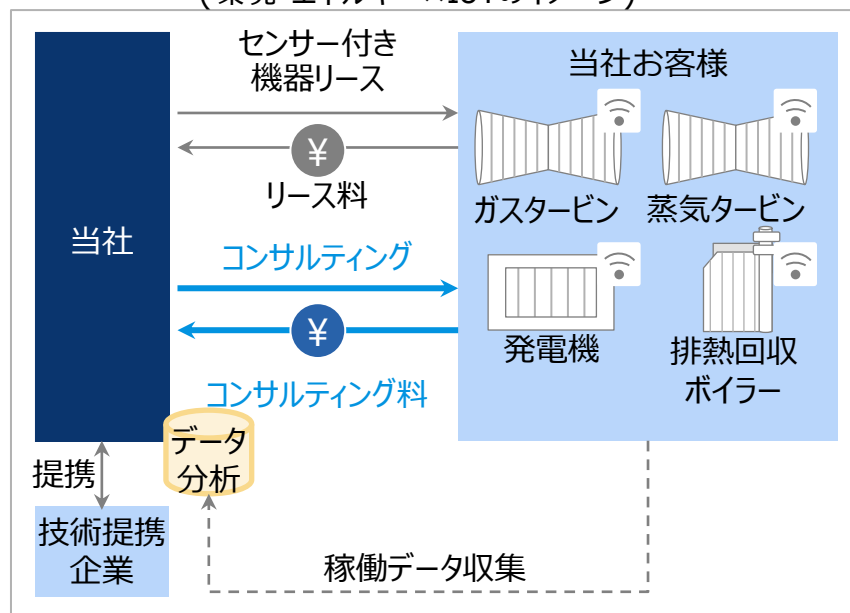 センサー付き
機器リース
¥
リース料
当社
コンサルティング
¥
コンサルティング料
データ
分析
提携
技術提携
企業
稼働データ収集
当社お客様
ガスタービン
蒸気タービン
発電機
排熱回収
ボイラー